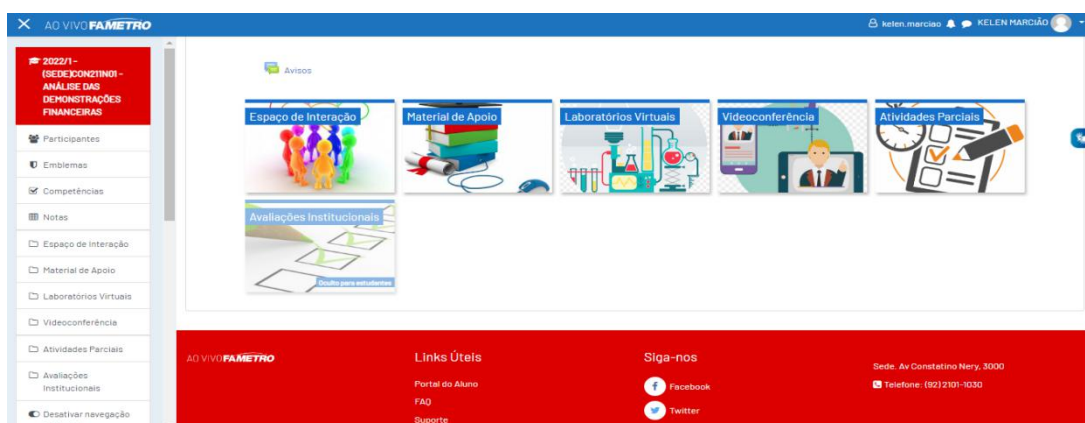 AO VIVO FAMETRO
kelen.marciao
KELEN MARCIÃO
2022/1 -
(SEDE)CON211N01 -
ANÁLISE DAS
DEMONSTRAÇÕES
FINANCEIRAS
Participantes
Emblemas
Competências
Notas
Espaço de Interação
Material de Apoio
Laboratórios Virtuais
Videoconferência
Atividades Parciais
Avaliações
Institucionais
Desativar navegação
Avisos
Espaço de Interação
Material de Apoio
Laboratórios Virtuais
Videoconferência
Atividades Parciais
Avaliações Institucionais
Oculto para estudantes
AO VIVO FAMETRO
Links Úteis
Portal do Aluno
FAQ
Suporte
Siga-nos
Facebook
Twitter
Sede. Av Constatino Nery, 3000
Telefone: (92) 2101-1030